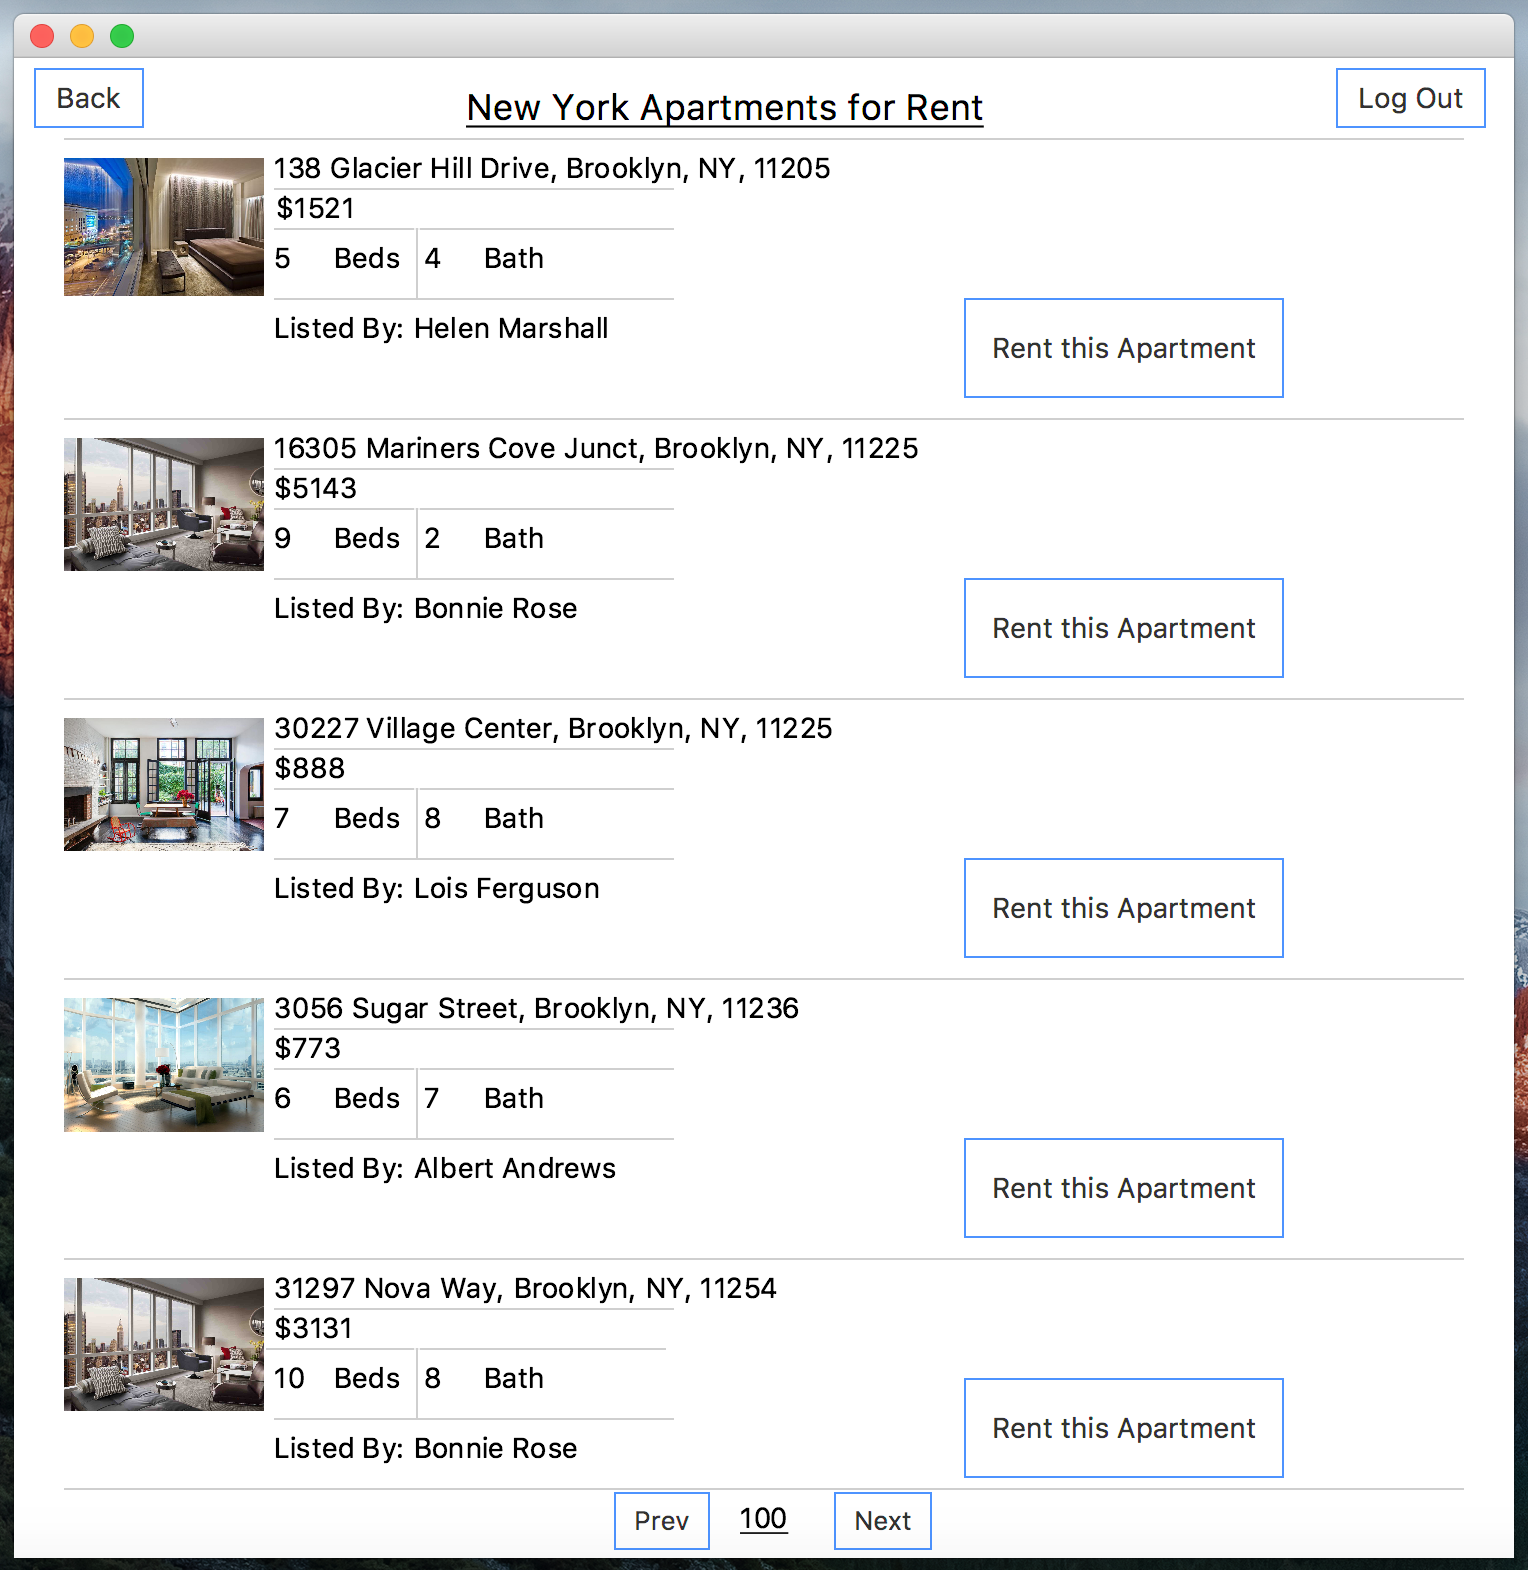 Back
New York Apartments for Rent
Log Out
138 Glacier Hill Drive, Brooklyn, NY, 11205
$1521
5 Beds 4 Bath
Listed By: Helen Marshall
Rent this Apartment
16305 Mariners Cove Junct, Brooklyn, NY, 11225
$5143
9 Beds 2 Bath
Listed By: Bonnie Rose
Rent this Apartment
30227 Village Center, Brooklyn, NY, 11225
$888
7 Beds 8 Bath
Listed By: Lois Ferguson
Rent this Apartment
3056 Sugar Street, Brooklyn, NY, 11236
$773
6 Beds 7 Bath
Listed By: Albert Andrews
Rent this Apartment
31297 Nova Way, Brooklyn, NY, 11254
$3131
10 Beds 8 Bath
Listed By: Bonnie Rose
Rent this Apartment
Prev 100 Next